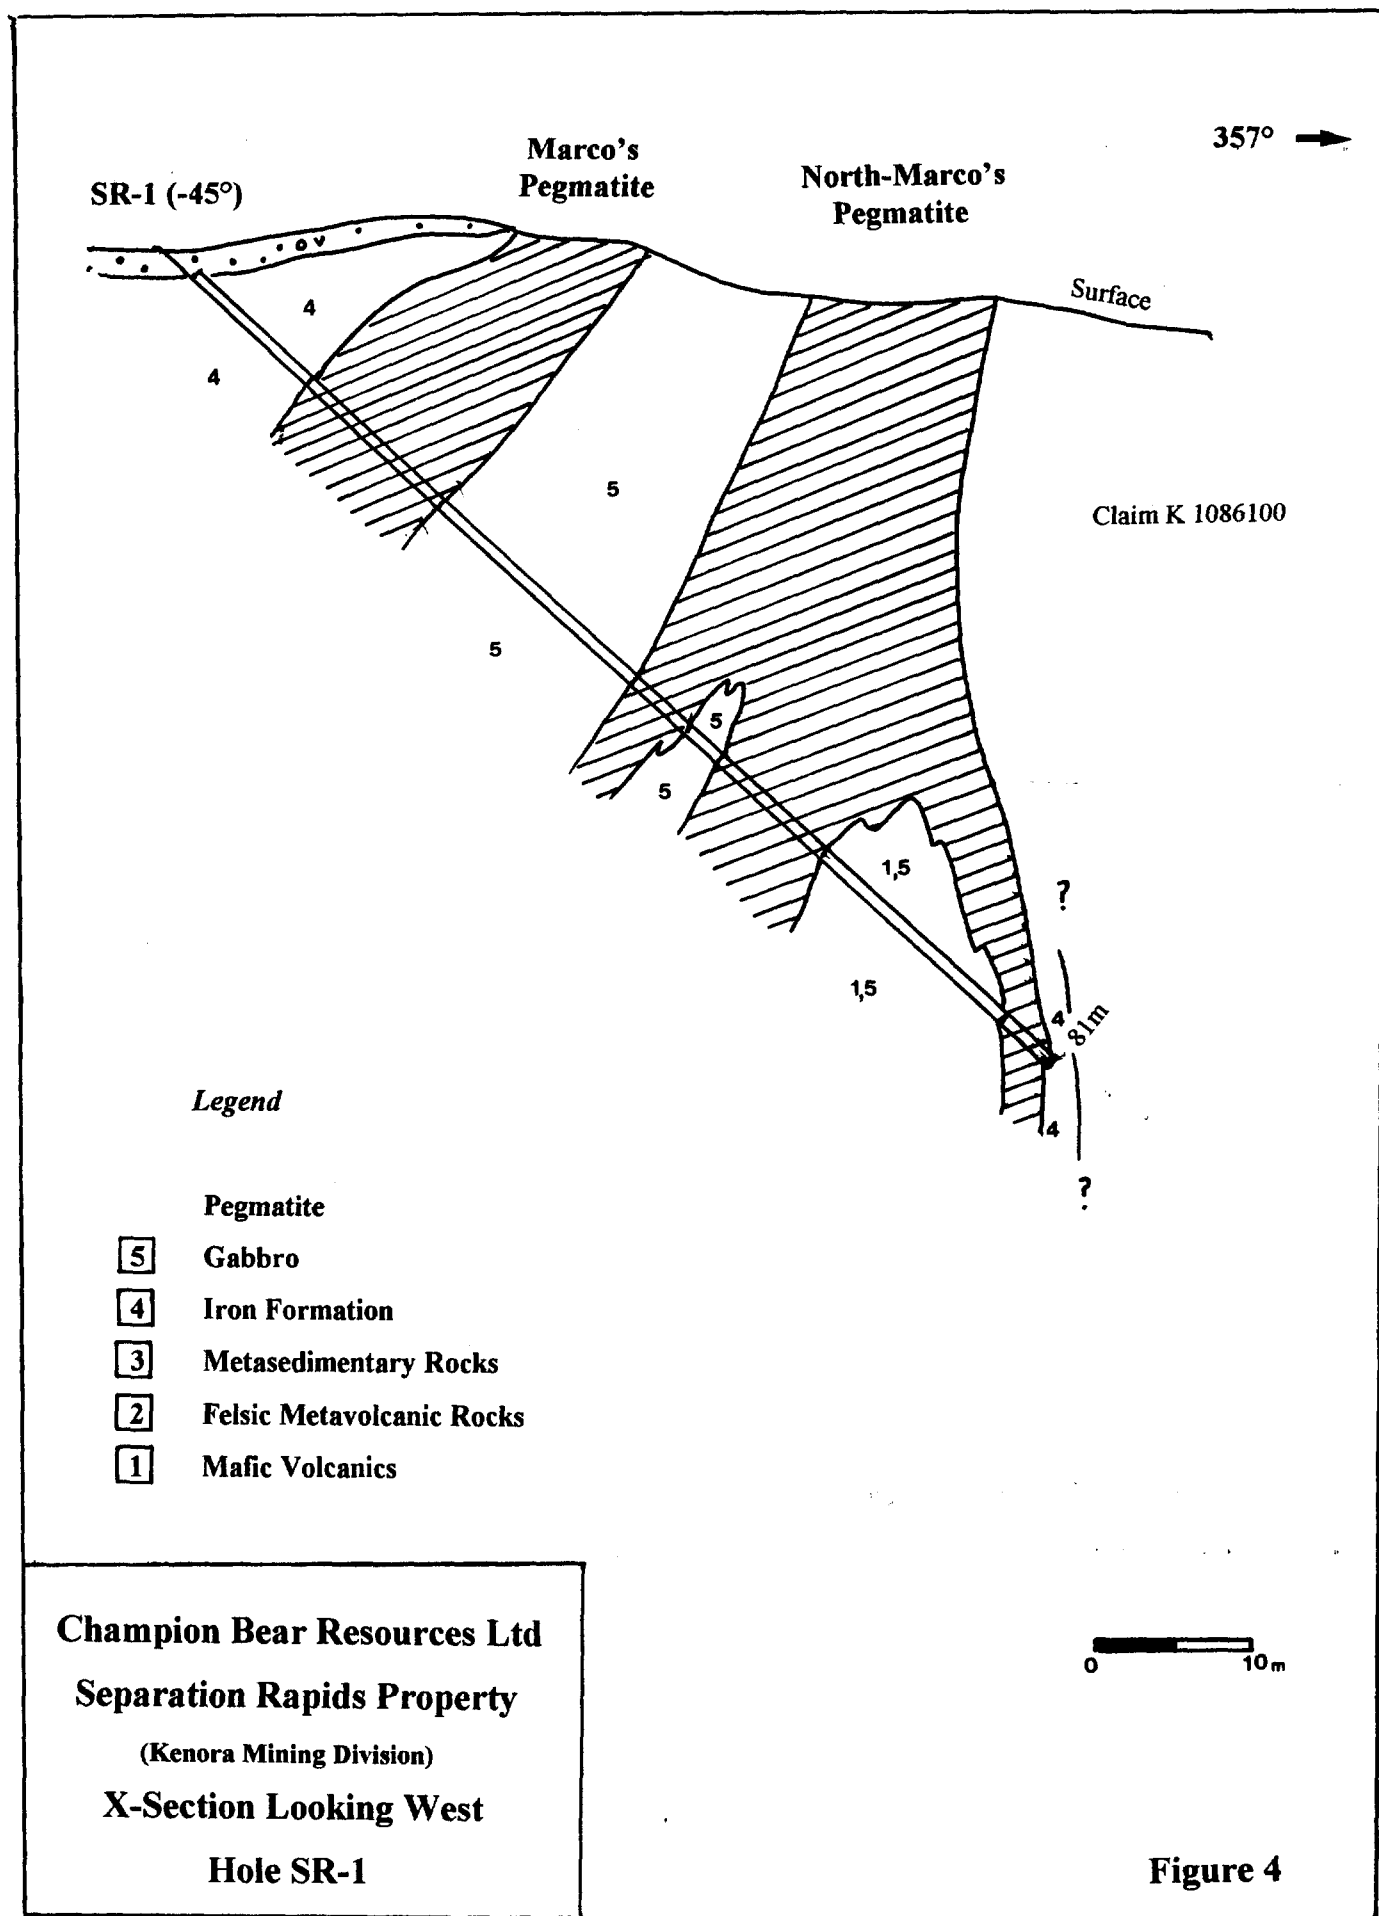 357°
Marco's
Pegmatite
North-Marco's
Pegmatite
SR-1 (-45°)
OV
Surface
4
4
5
Claim K 1086100
5
5
5
1,5
?
1,5
4
81m
4
?
Legend
Pegmatite
5 Gabbro
4 Iron Formation
3 Metasedimentary Rocks
2 Felsic Metavolcanic Rocks
1 Mafic Volcanics
Champion Bear Resources Ltd
Separation Rapids Property
(Kenora Mining Division)
X-Section Looking West
Hole SR-1
0 10m
Figure 4